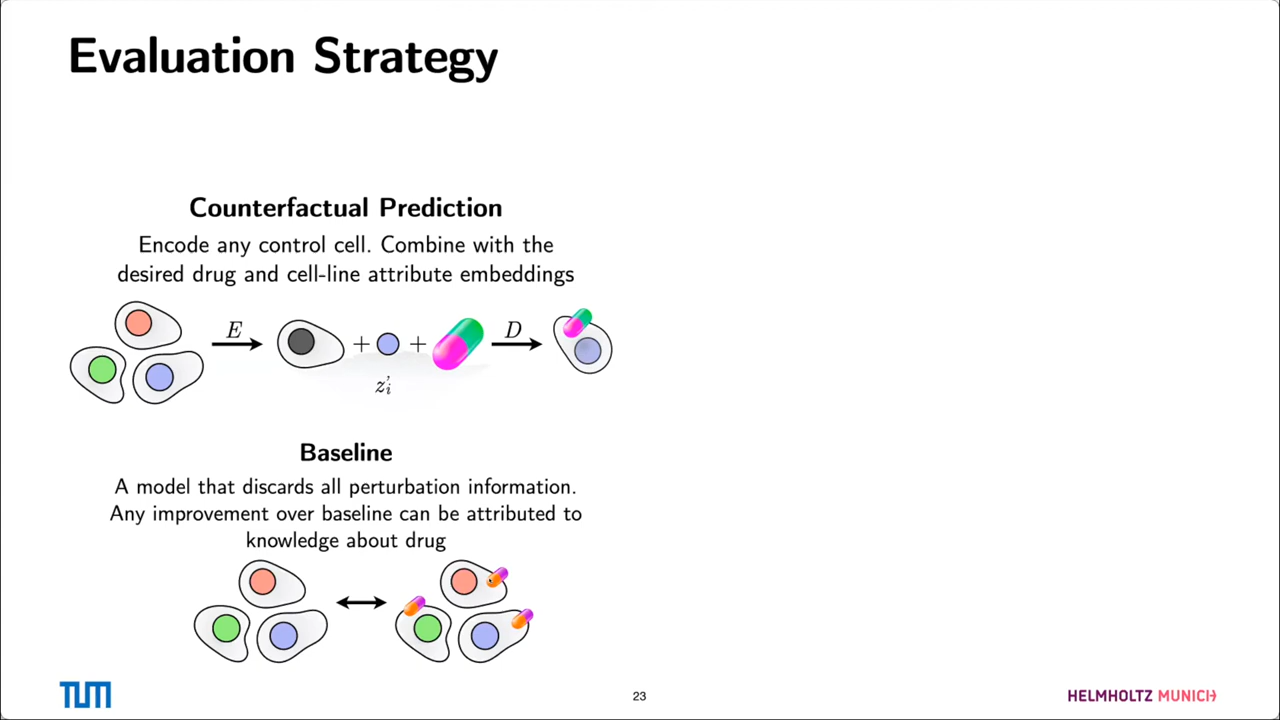 Evaluation Strategy
Counterfactual Prediction
Encode any control cell. Combine with the
desired drug and cell-line attribute embeddings
E
+ + D
z'i
Baseline
A model that discards all perturbation information.
Any improvement over baseline can be attributed to
knowledge about drug
TUM
23
HELMHOLTZ MUNICH